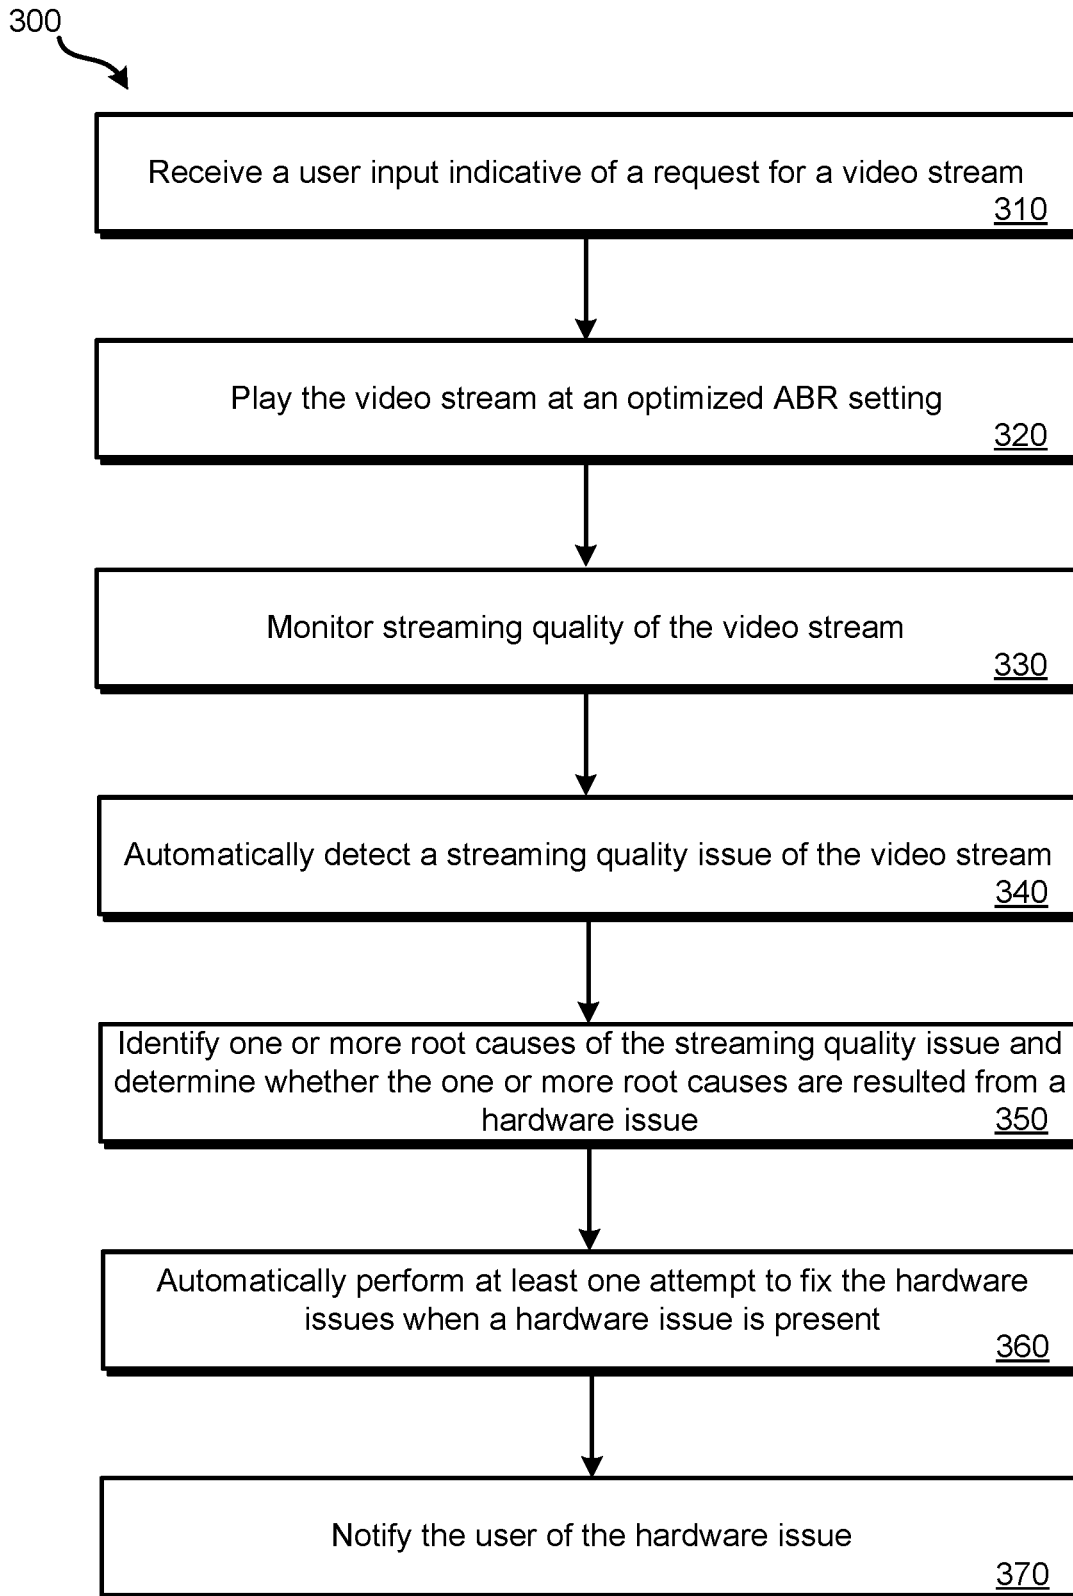 300
Receive a user input indicative of a request for a video stream
310
Play the video stream at an optimized ABR setting
320
Monitor streaming quality of the video stream
330
Automatically detect a streaming quality issue of the video stream
340
Identify one or more root causes of the streaming quality issue and
determine whether the one or more root causes are resulted from a
hardware issue
350
Automatically perform at least one attempt to fix the hardware
issues when a hardware issue is present
360
Notify the user of the hardware issue
370